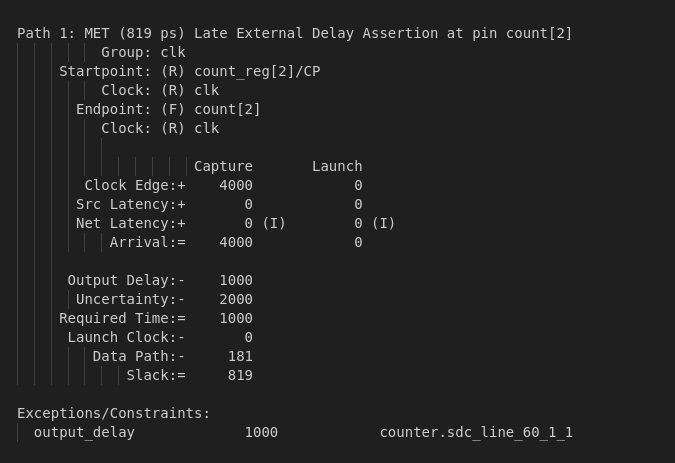 Path 1: MET (819 ps) Late External Delay Assertion at pin count[2]
Group: clk
Startpoint: (R) count_reg[2]/CP
Clock: (R) clk
Endpoint: (F) count[2]
Clock: (R) clk
Capture Launch
Clock Edge:+ 4000 0
Src Latency:+ 0 0
Net Latency:+ 0 (I) 0 (I)
Arrival:= 4000 0
Output Delay:- 1000
Uncertainty:- 2000
Required Time:= 1000
Launch Clock:- 0
Data Path:- 181
Slack:= 819
Exceptions/Constraints:
output_delay 1000 counter.sdc_line_60_1_1